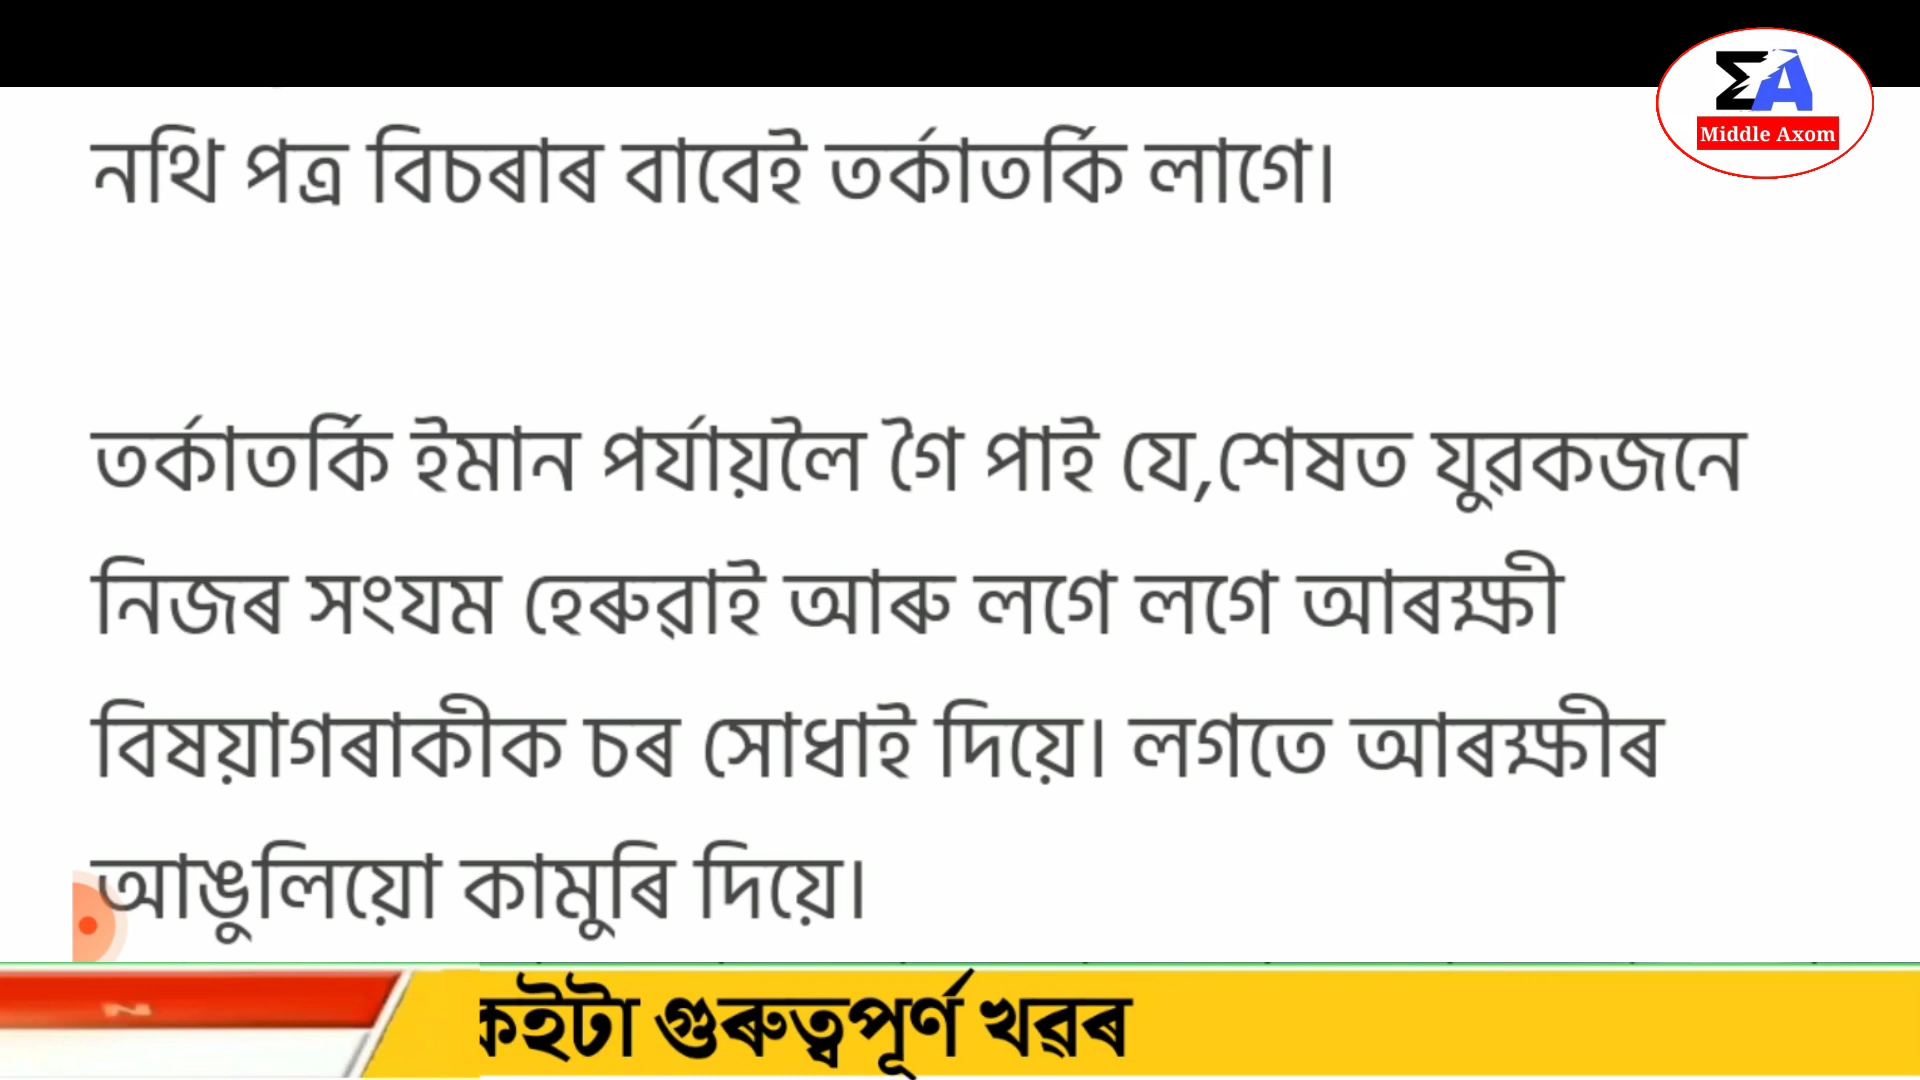 Middle Axom
নথি পত্ৰ বিচৰাৰ বাবেই তৰ্কাতৰ্কি লাগে।
তৰ্কাতৰ্কি ইমান পৰ্যায়লৈ গৈ পাই যে,শেষত যুৱকজনে
নিজৰ সংযম হেৰুৱাই আৰু লগে লগে আৰক্ষী
বিষয়াগৰাকীক চৰ সোধাই দিয়ে। লগতে আৰক্ষীৰ
আঙুলিয়ো কামুৰি দিয়ে।
কইটা গুৰুত্বপূৰ্ণ খৱৰ